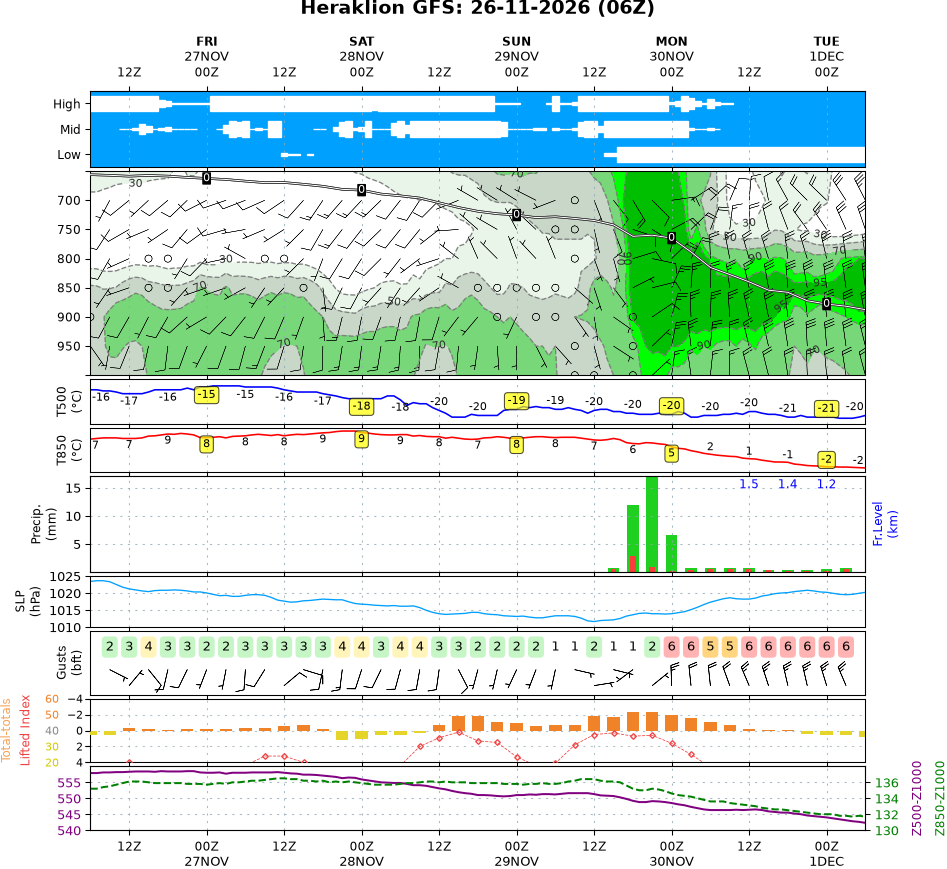 Heraklion GFS: 26-11-2026 (06Z)
FRI SAT SUN MON TUE
27NOV 28NOV 29NOV 30NOV 1DEC
12Z 00Z 12Z 00Z 12Z 00Z 12Z 00Z 12Z 00Z
High
Mid
Low
700
750
800
850
900
950
30 30 70 70 50 70 70 90 30 50 30 90 95 95 90
0 0 0 0 0
T500
(°C)
-16 -17 -16 -15 -15 -16 -17 -18 -18 -20 -20 -19 -19 -20 -20 -20 -20 -20 -21 -21 -20
T850
(°C)
7 7 9 8 8 8 9 9 9 8 7 8 8 7 6 5 2 1 -1 -2 -2
Precip.
(mm)
15
10
5
1.5 1.4 1.2
Fr.Level
(km)
SLP
(hPa)
1025
1020
1015
1010
Gusts
(bft)
2 3 4 3 3 2 2 3 3 3 3 3 4 4 3 4 4 3 3 2 2 2 2 1 1 2 1 1 2 6 6 5 5 6 6 6 6 6 6
Total-totals
Lifted Index
60 −4
50 −2
40 0
30 2
20 4
555
550
545
540
136
134
132
130
Z500-Z1000
Z850-Z1000
12Z 00Z 12Z 00Z 12Z 00Z 12Z 00Z 12Z 00Z
27NOV 28NOV 29NOV 30NOV 1DEC